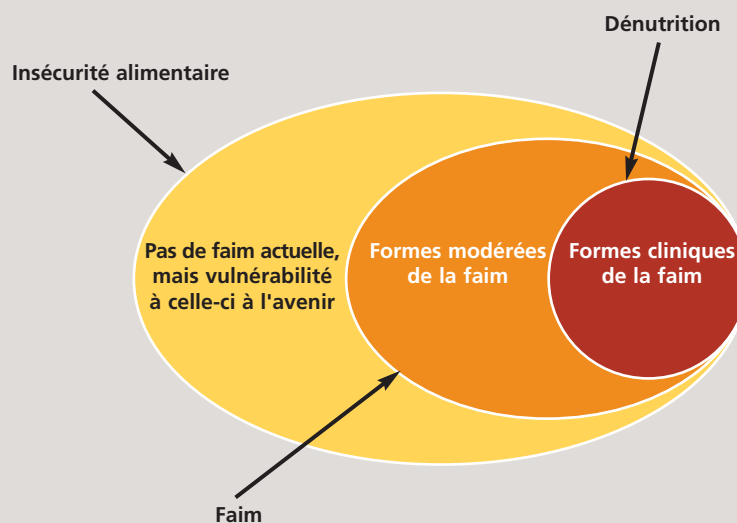 Dénutrition
Insécurité alimentaire
Pas de faim actuelle,
mais vulnérabilité
à celle-ci à l'avenir
Formes modérées
de la faim
Formes cliniques
de la faim
Faim